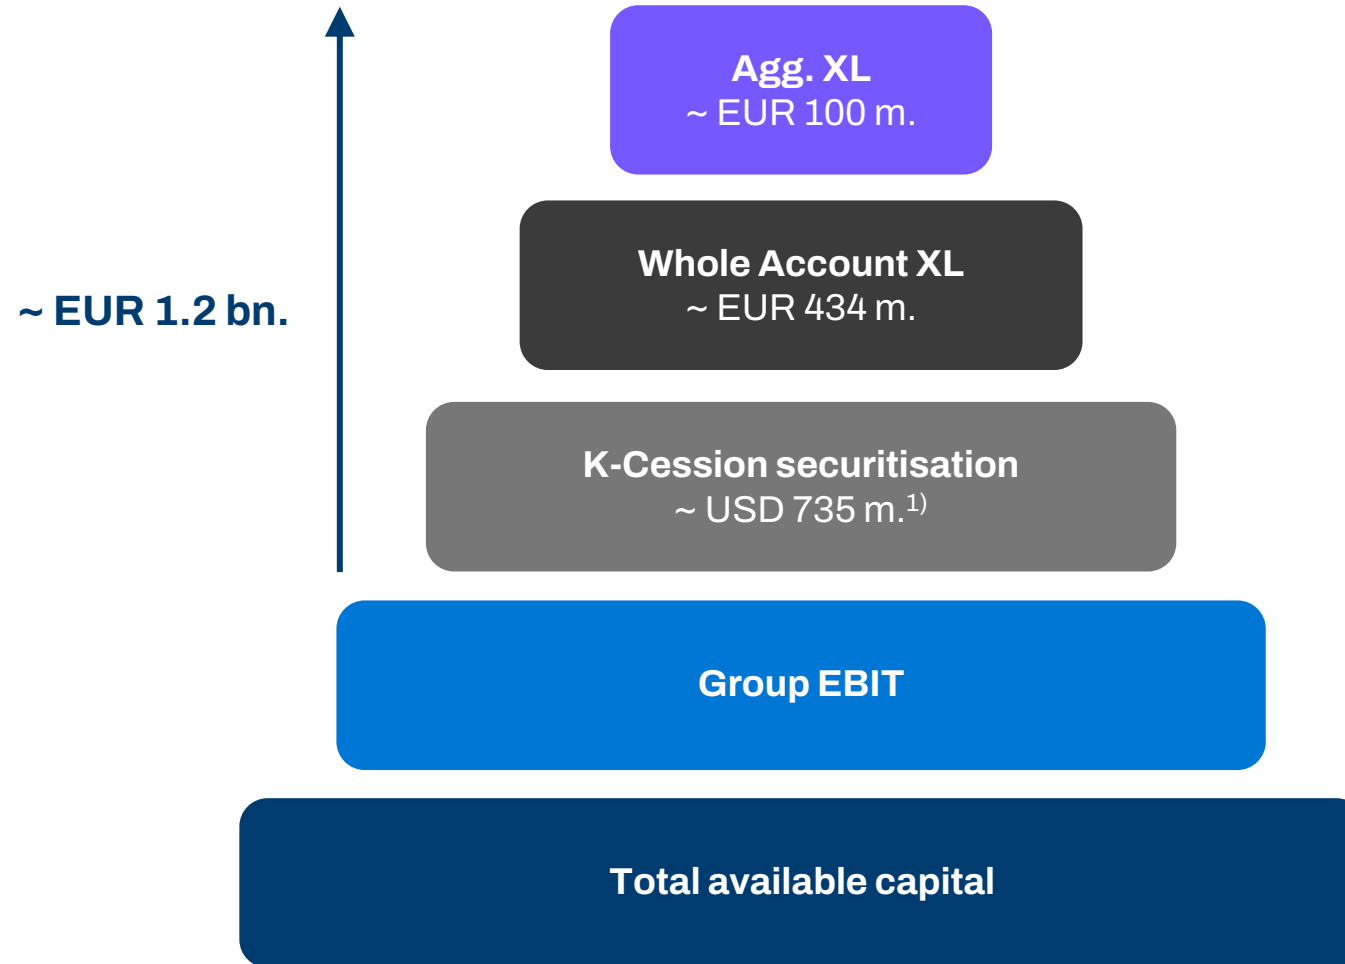 Agg. XL
~ EUR 100 m.
Whole Account XL
~ EUR 434 m.
~ EUR 1.2 bn.
K-Cession securitisation
~ USD 735 m.1)
Group EBIT
Total available capital